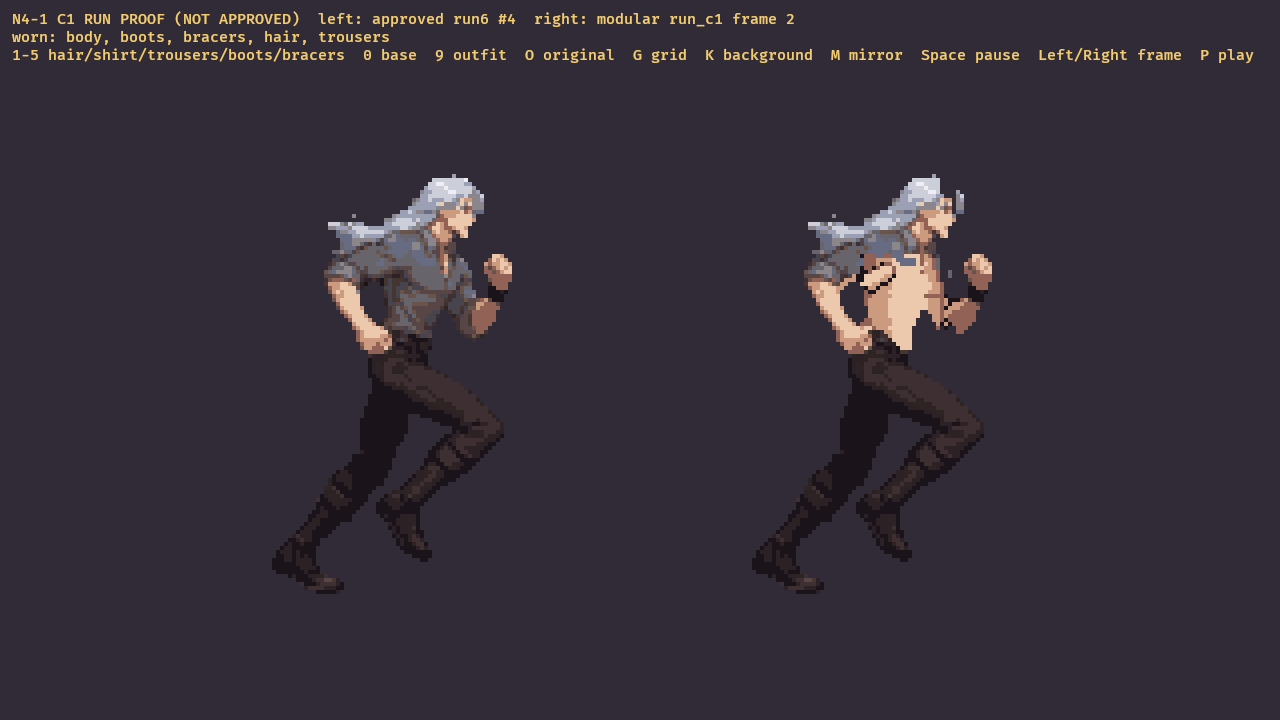 N4-1 C1 RUN PROOF (NOT APPROVED)  left: approved run6 #4  right: modular run_c1 frame 2
worn: body, boots, bracers, hair, trousers
1-5 hair/shirt/trousers/boots/bracers  0 base  9 outfit  O original  G grid  K background  M mirror  Space pause  Left/Right frame  P play